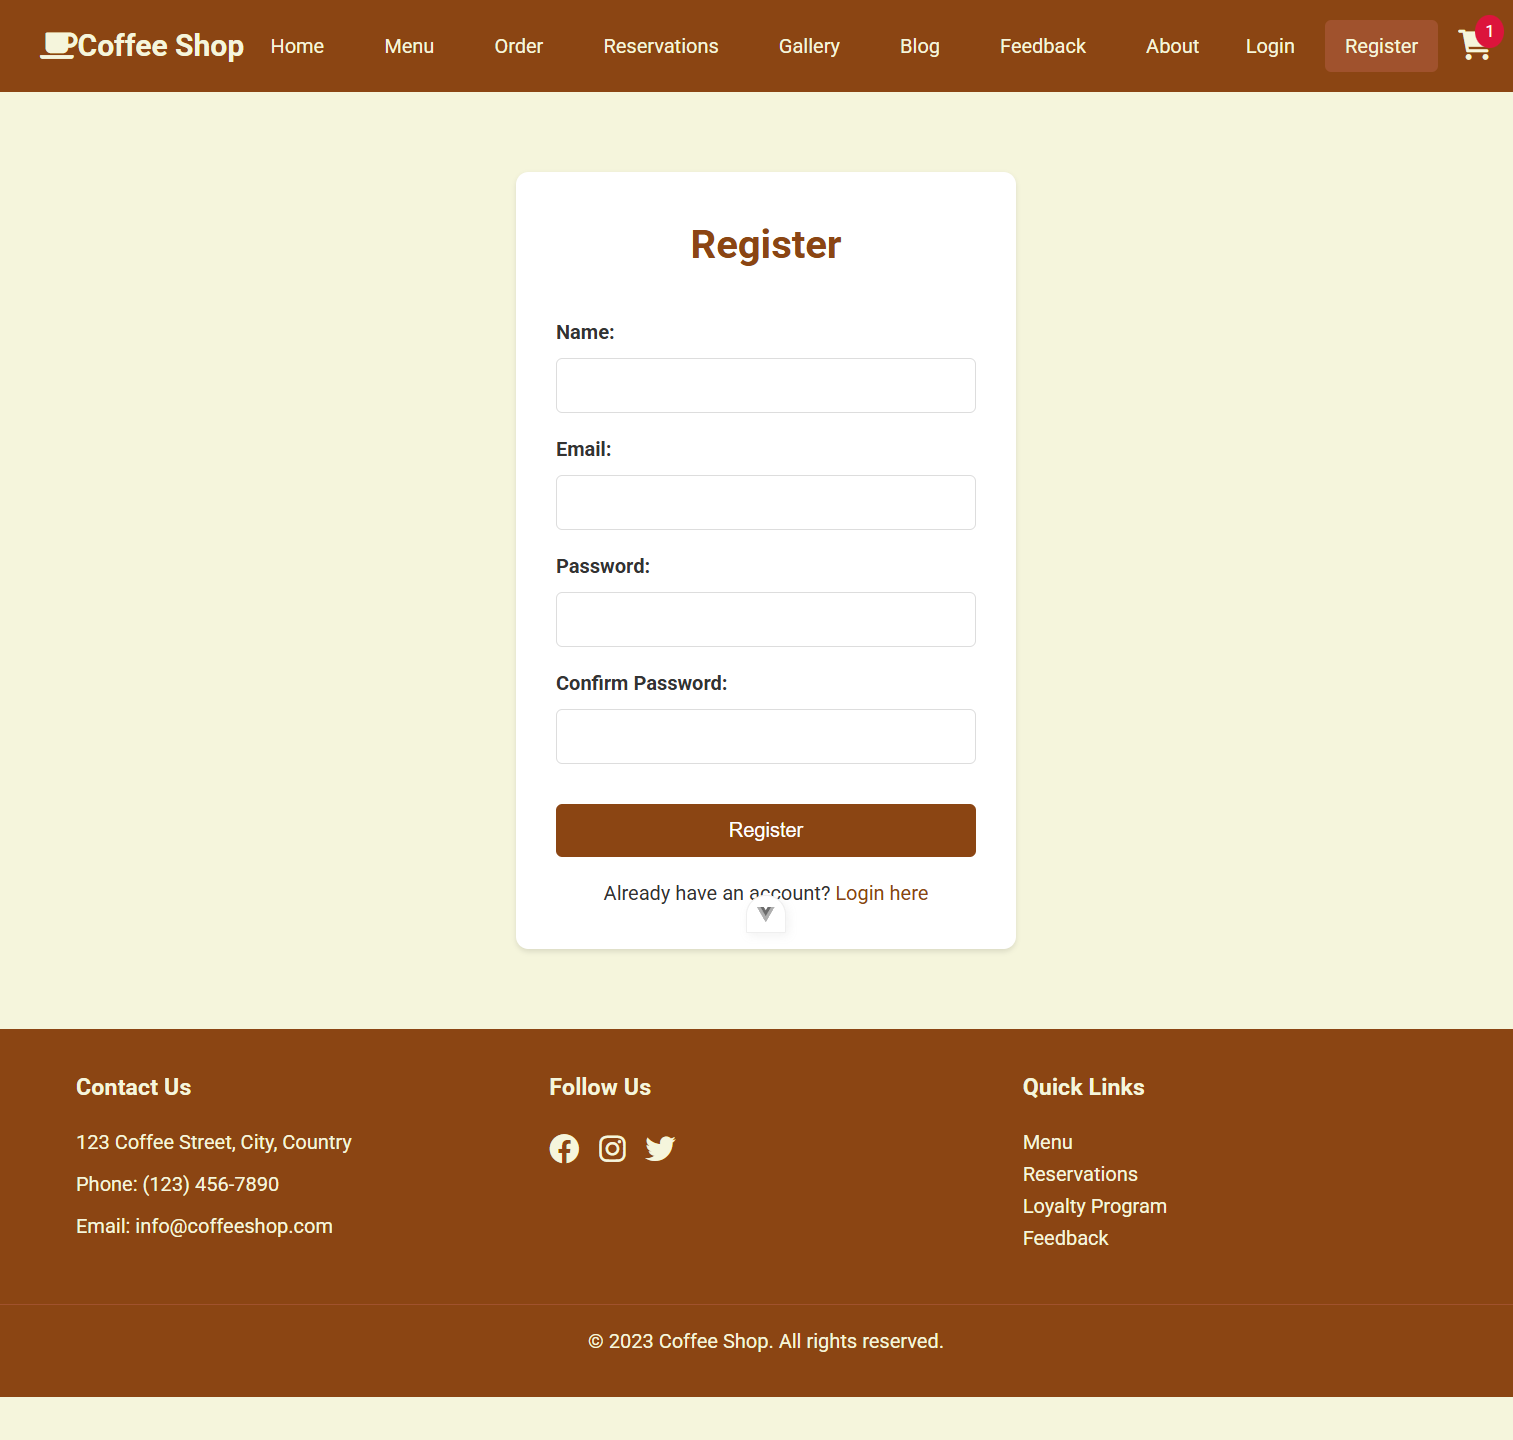 Coffee Shop Home Menu Order Reservations Gallery Blog Feedback About Login Register 1
Register
Name:
Email:
Password:
Confirm Password:
Register
Already have an account? Login here
Contact Us
123 Coffee Street, City, Country
Phone: (123) 456-7890
Email: info@coffeeshop.com
Follow Us
Quick Links
Menu
Reservations
Loyalty Program
Feedback
© 2023 Coffee Shop. All rights reserved.